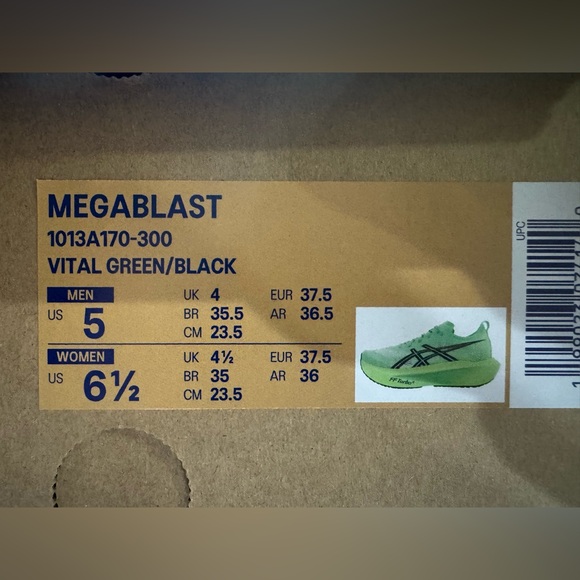 MEGABLAST
1013A170-300
VITAL GREEN/BLACK
MEN
US 5
UK 4
EUR 37.5
BR 35.5
AR 36.5
CM 23.5
WOMEN
US 6½
UK 4½
EUR 37.5
BR 35
AR 36
CM 23.5
FF Turbo²
UPC